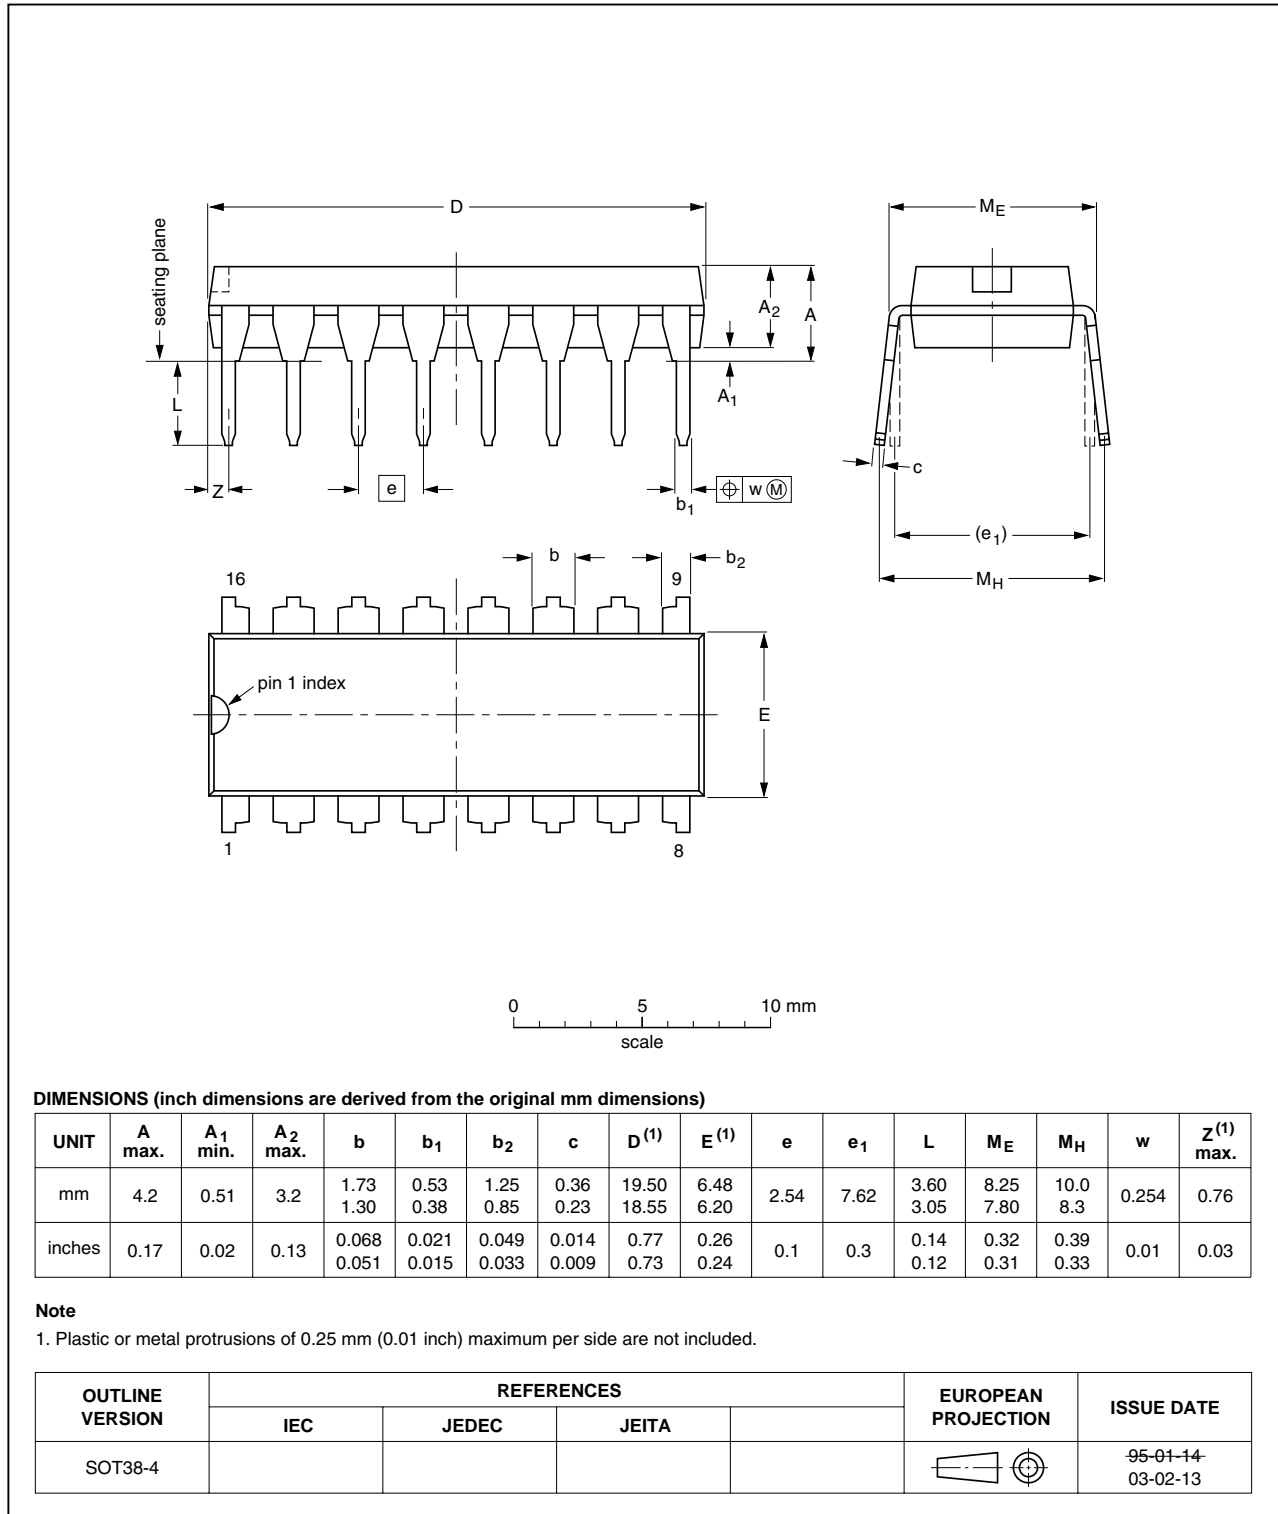 D
M_E
seating plane
A_2
A
A_1
L
c
Z
e
b_1
w M
(e_1)
M_H
b
b_2
16
9
pin 1 index
E
1
8
0 5 10 mm
scale
DIMENSIONS (inch dimensions are derived from the original mm dimensions)
UNIT A max. A1 min. A2 max. b b1 b2 c D(1) E(1) e e1 L ME MH w Z(1) max.
mm 4.2 0.51 3.2 1.73 1.30 0.53 0.38 1.25 0.85 0.36 0.23 19.50 18.55 6.48 6.20 2.54 7.62 3.60 3.05 8.25 7.80 10.0 8.3 0.254 0.76
inches 0.17 0.02 0.13 0.068 0.051 0.021 0.015 0.049 0.033 0.014 0.009 0.77 0.73 0.26 0.24 0.1 0.3 0.14 0.12 0.32 0.31 0.39 0.33 0.01 0.03
Note
1. Plastic or metal protrusions of 0.25 mm (0.01 inch) maximum per side are not included.
OUTLINE VERSION REFERENCES EUROPEAN PROJECTION ISSUE DATE
IEC JEDEC JEITA
SOT38-4 95-01-14
03-02-13